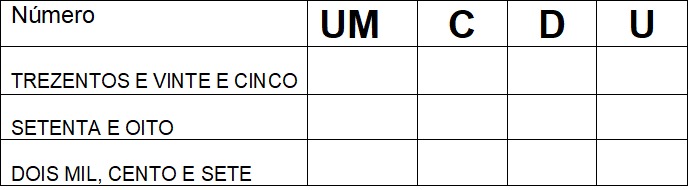 Número UM C D U
TREZENTOS E VINTE E CINCO
SETENTA E OITO
DOIS MIL, CENTO E SETE